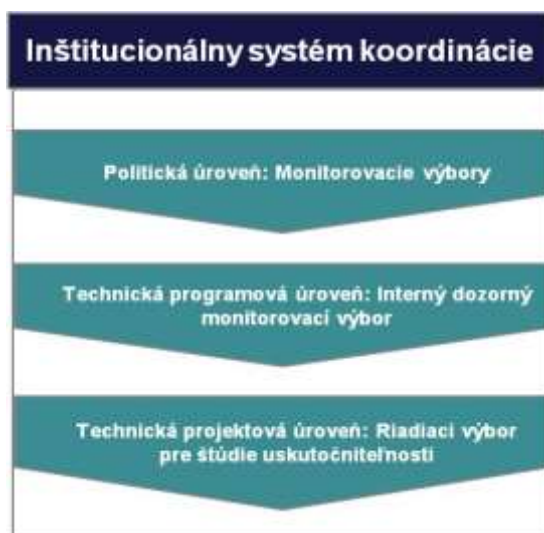 Inštitucionálny systém koordinácie
Politická úroveň: Monitorovacie výbory
Technická programová úroveň: Interný dozorný
monitorovací výbor
Technická projektová úroveň: Riadiaci výbor
pre štúdie uskutočniteľnosti